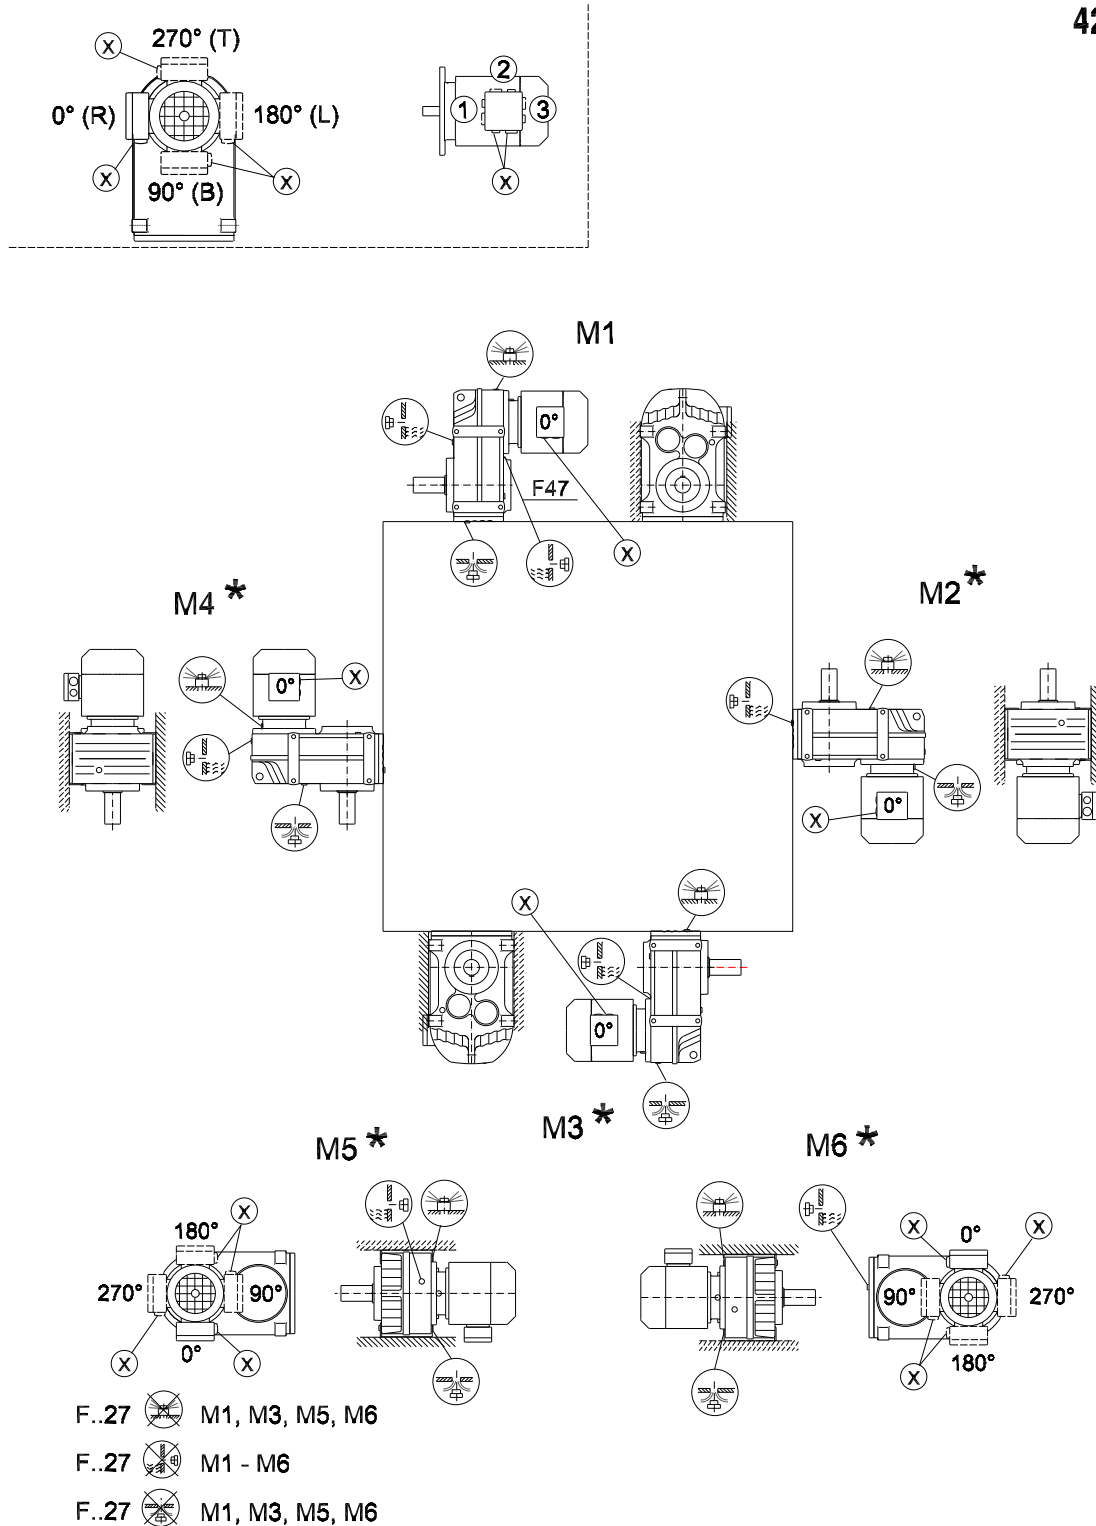 42
270° (T)
X
0° (R)
180° (L)
X
X
90° (B)
2
1
3
X
M1
0°
F47
X
M4 *
M2 *
X
0°
X
0°
X
0°
M3 *
M5 *
M6 *
X
180°
270°
90°
0°
X
X
X
X
0°
90°
270°
X
180°
F..27 M1, M3, M5, M6
F..27 M1 - M6
F..27 M1, M3, M5, M6